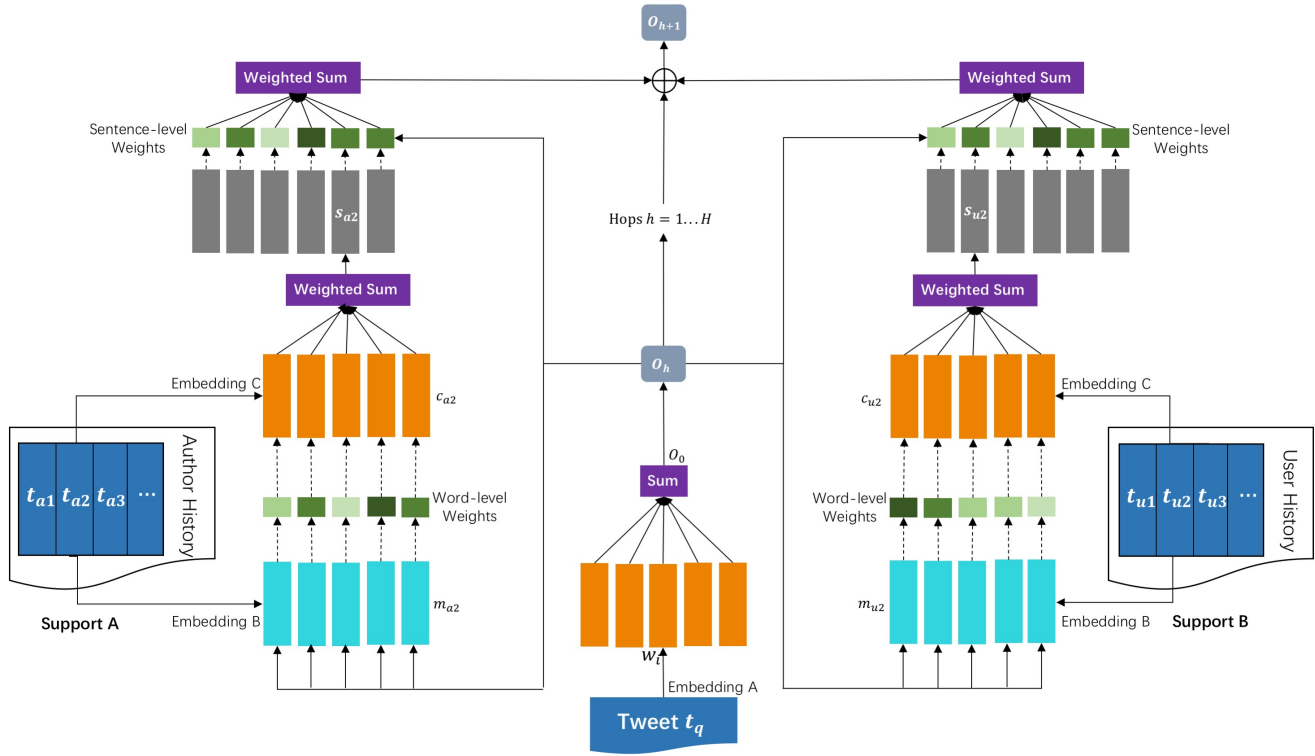 O_{h+1}
Weighted Sum
Weighted Sum
Sentence-level
Weights
Sentence-level
Weights
s_{a2}
s_{u2}
Hops h = 1...H
Weighted Sum
Weighted Sum
O_h
Embedding C
c_{a2}
c_{u2}
Embedding C
Author History
t_{a1} t_{a2} t_{a3} ...
O_0
Sum
Word-level
Weights
Word-level
Weights
User History
t_{u1} t_{u2} t_{u3} ...
Support A
Embedding B
m_{a2}
m_{u2}
Embedding B
Support B
w_i
Embedding A
Tweet t_q